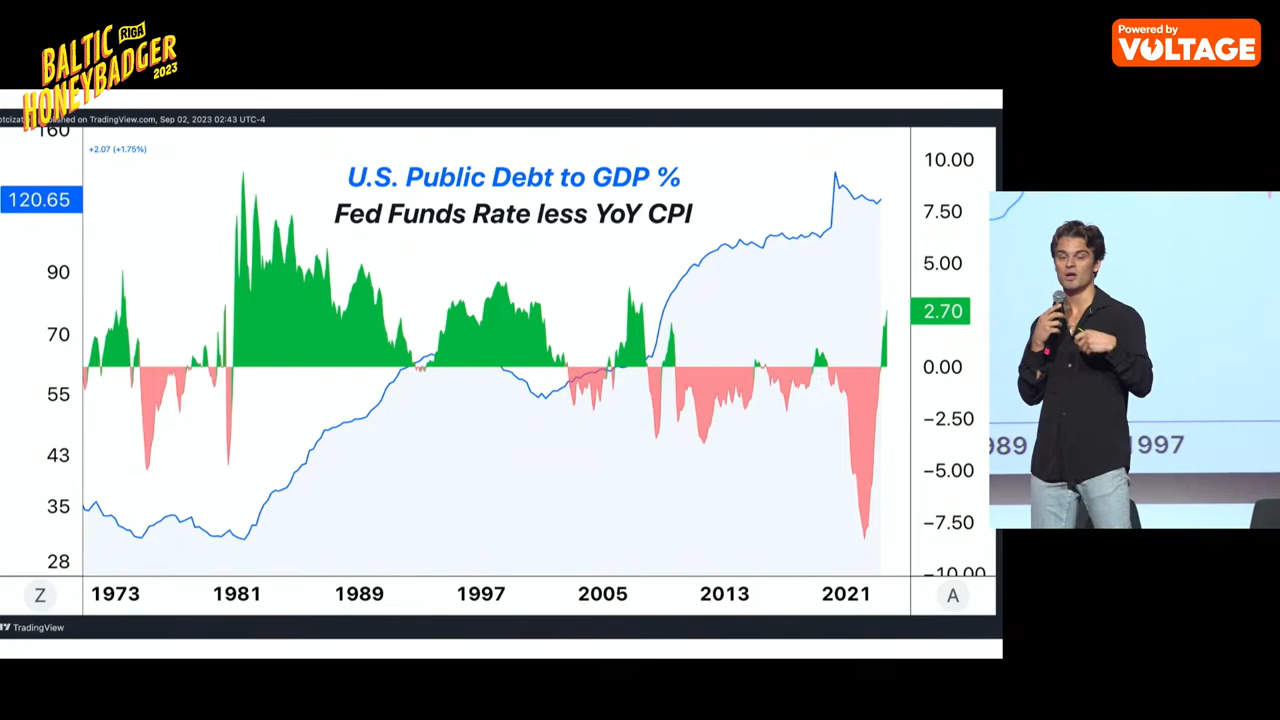 BALTIC
RIGA
HONEYBADGER
2023
Powered by
VOLTAGE
on TradingView.com, Sep 02, 2023 02:43 UTC-4
+2.07 (+1.75%)
U.S. Public Debt to GDP %
Fed Funds Rate less YoY CPI
160
120.65
90
70
55
43
35
28
10.00
7.50
5.00
2.70
0.00
−2.50
−5.00
−7.50
−10.00
Z
1973
1981
1989
1997
2005
2013
2021
A
TradingView
989
1997